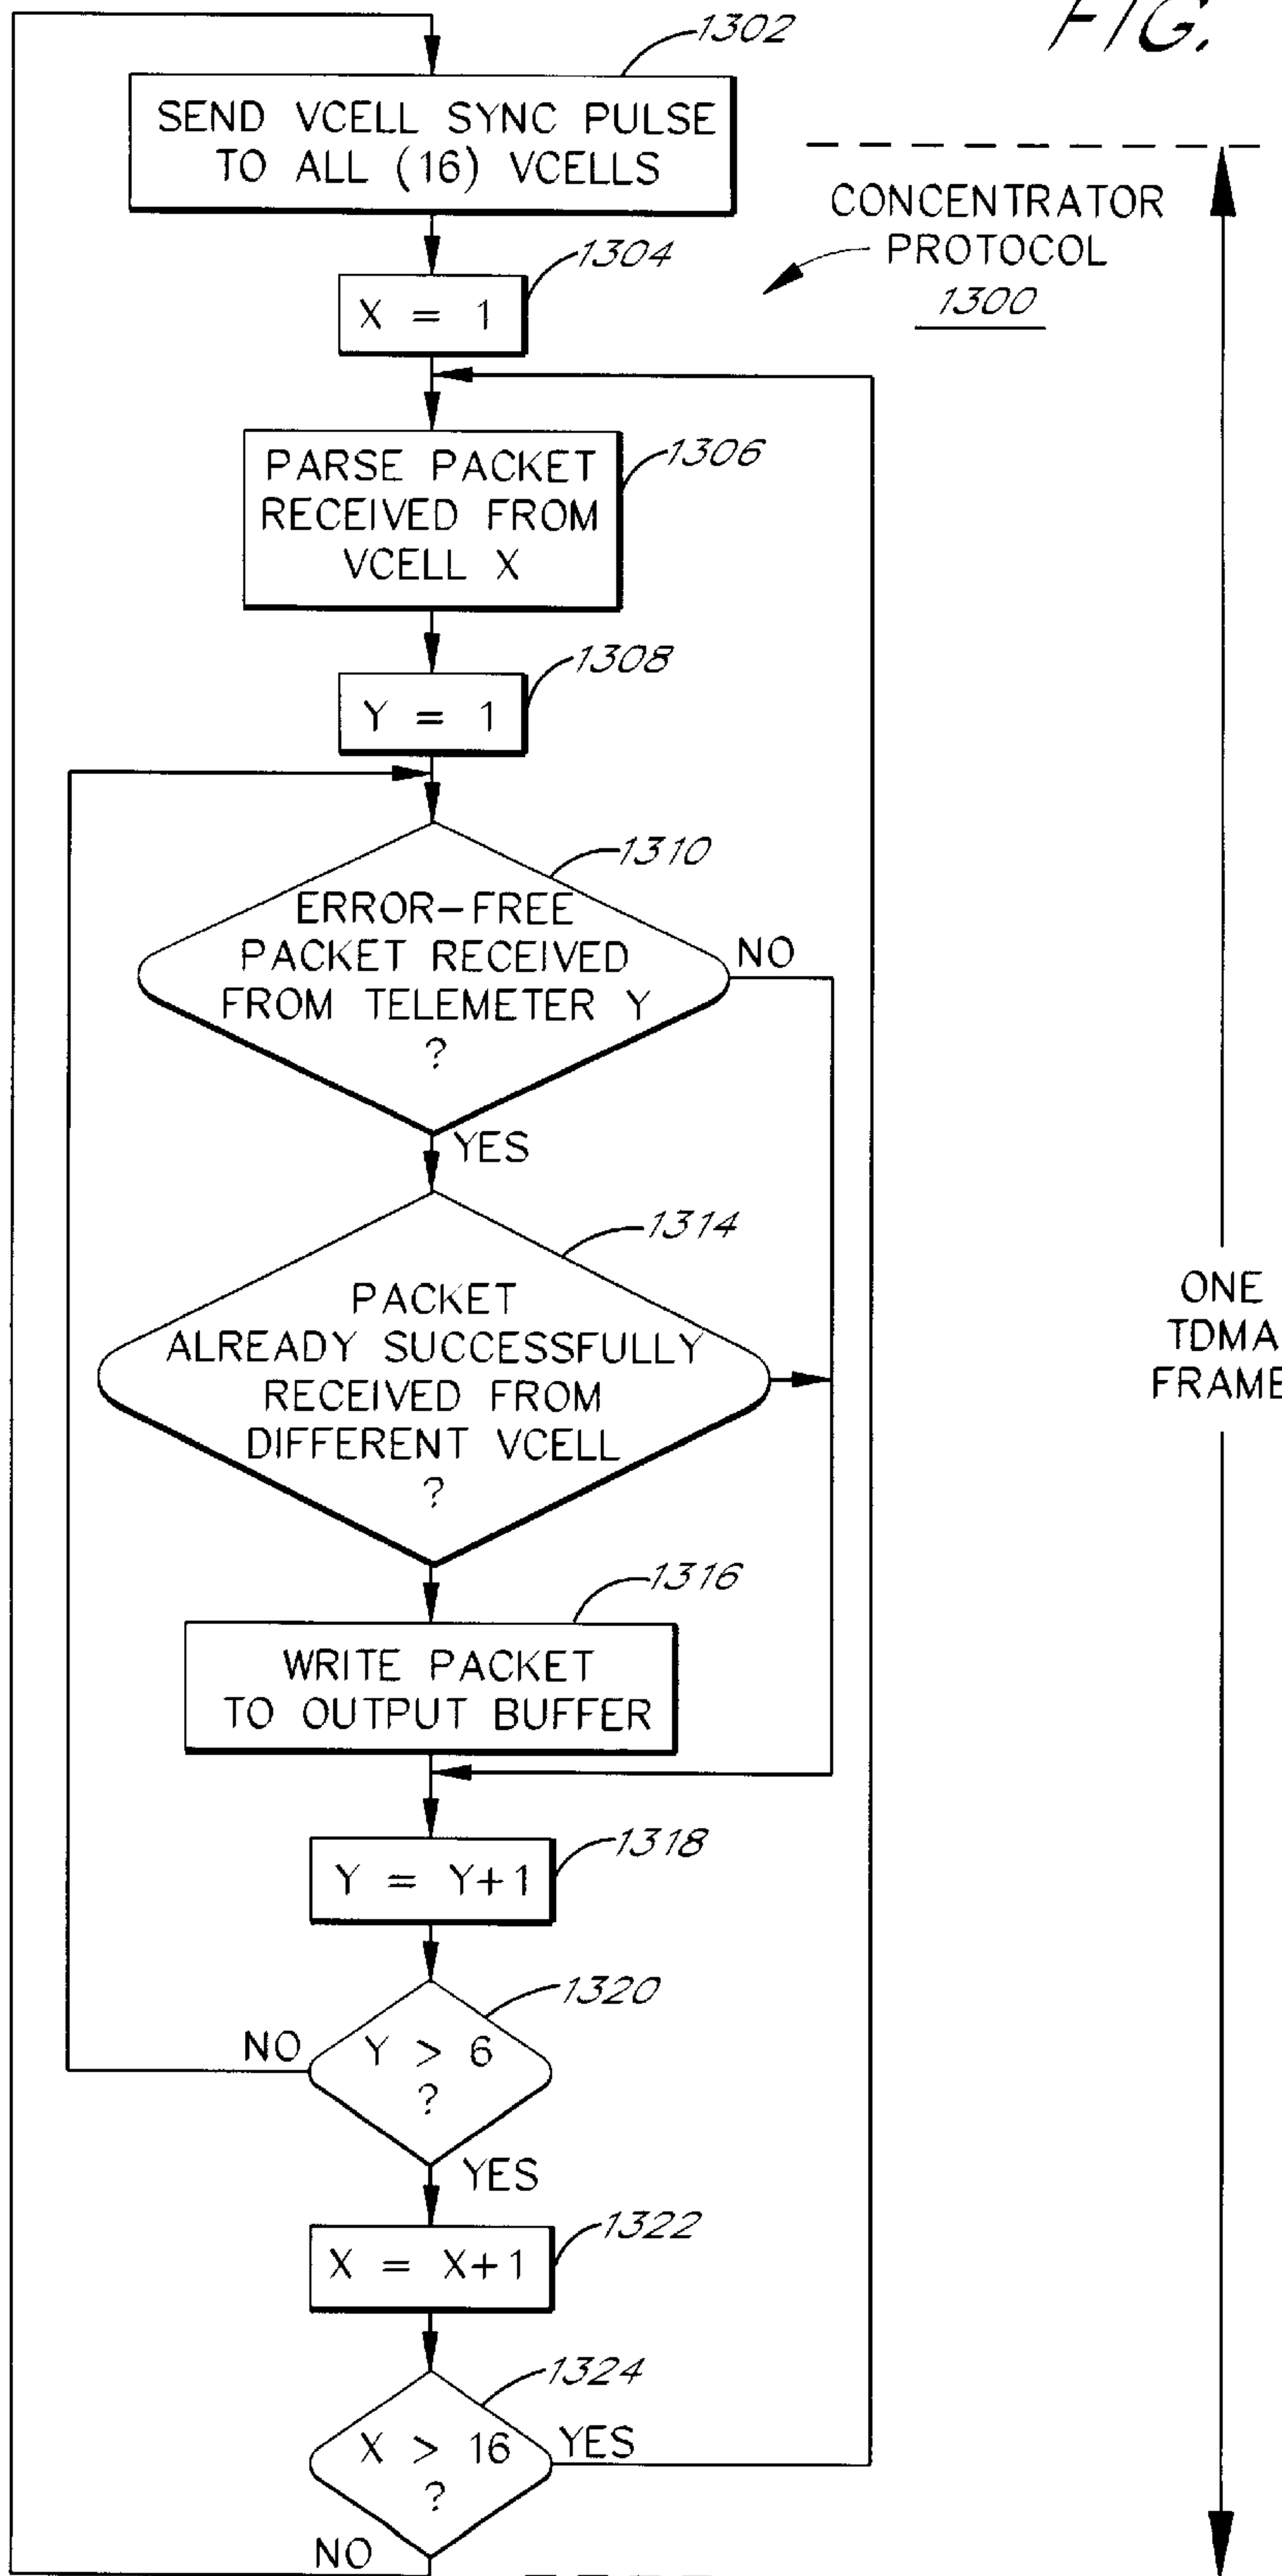 FIG.
1302
SEND VCELL SYNC PULSE
TO ALL (16) VCELLS
CONCENTRATOR
PROTOCOL
1300
1304
X = 1
1306
PARSE PACKET
RECEIVED FROM
VCELL X
1308
Y = 1
1310
ERROR-FREE
PACKET RECEIVED
FROM TELEMETER Y
?
NO
YES
1314
PACKET
ALREADY SUCCESSFULLY
RECEIVED FROM
DIFFERENT VCELL
?
ONE
TDMA
FRAME
1316
WRITE PACKET
TO OUTPUT BUFFER
1318
Y = Y+1
1320
Y > 6
?
NO
YES
1322
X = X+1
1324
X > 16
?
YES
NO